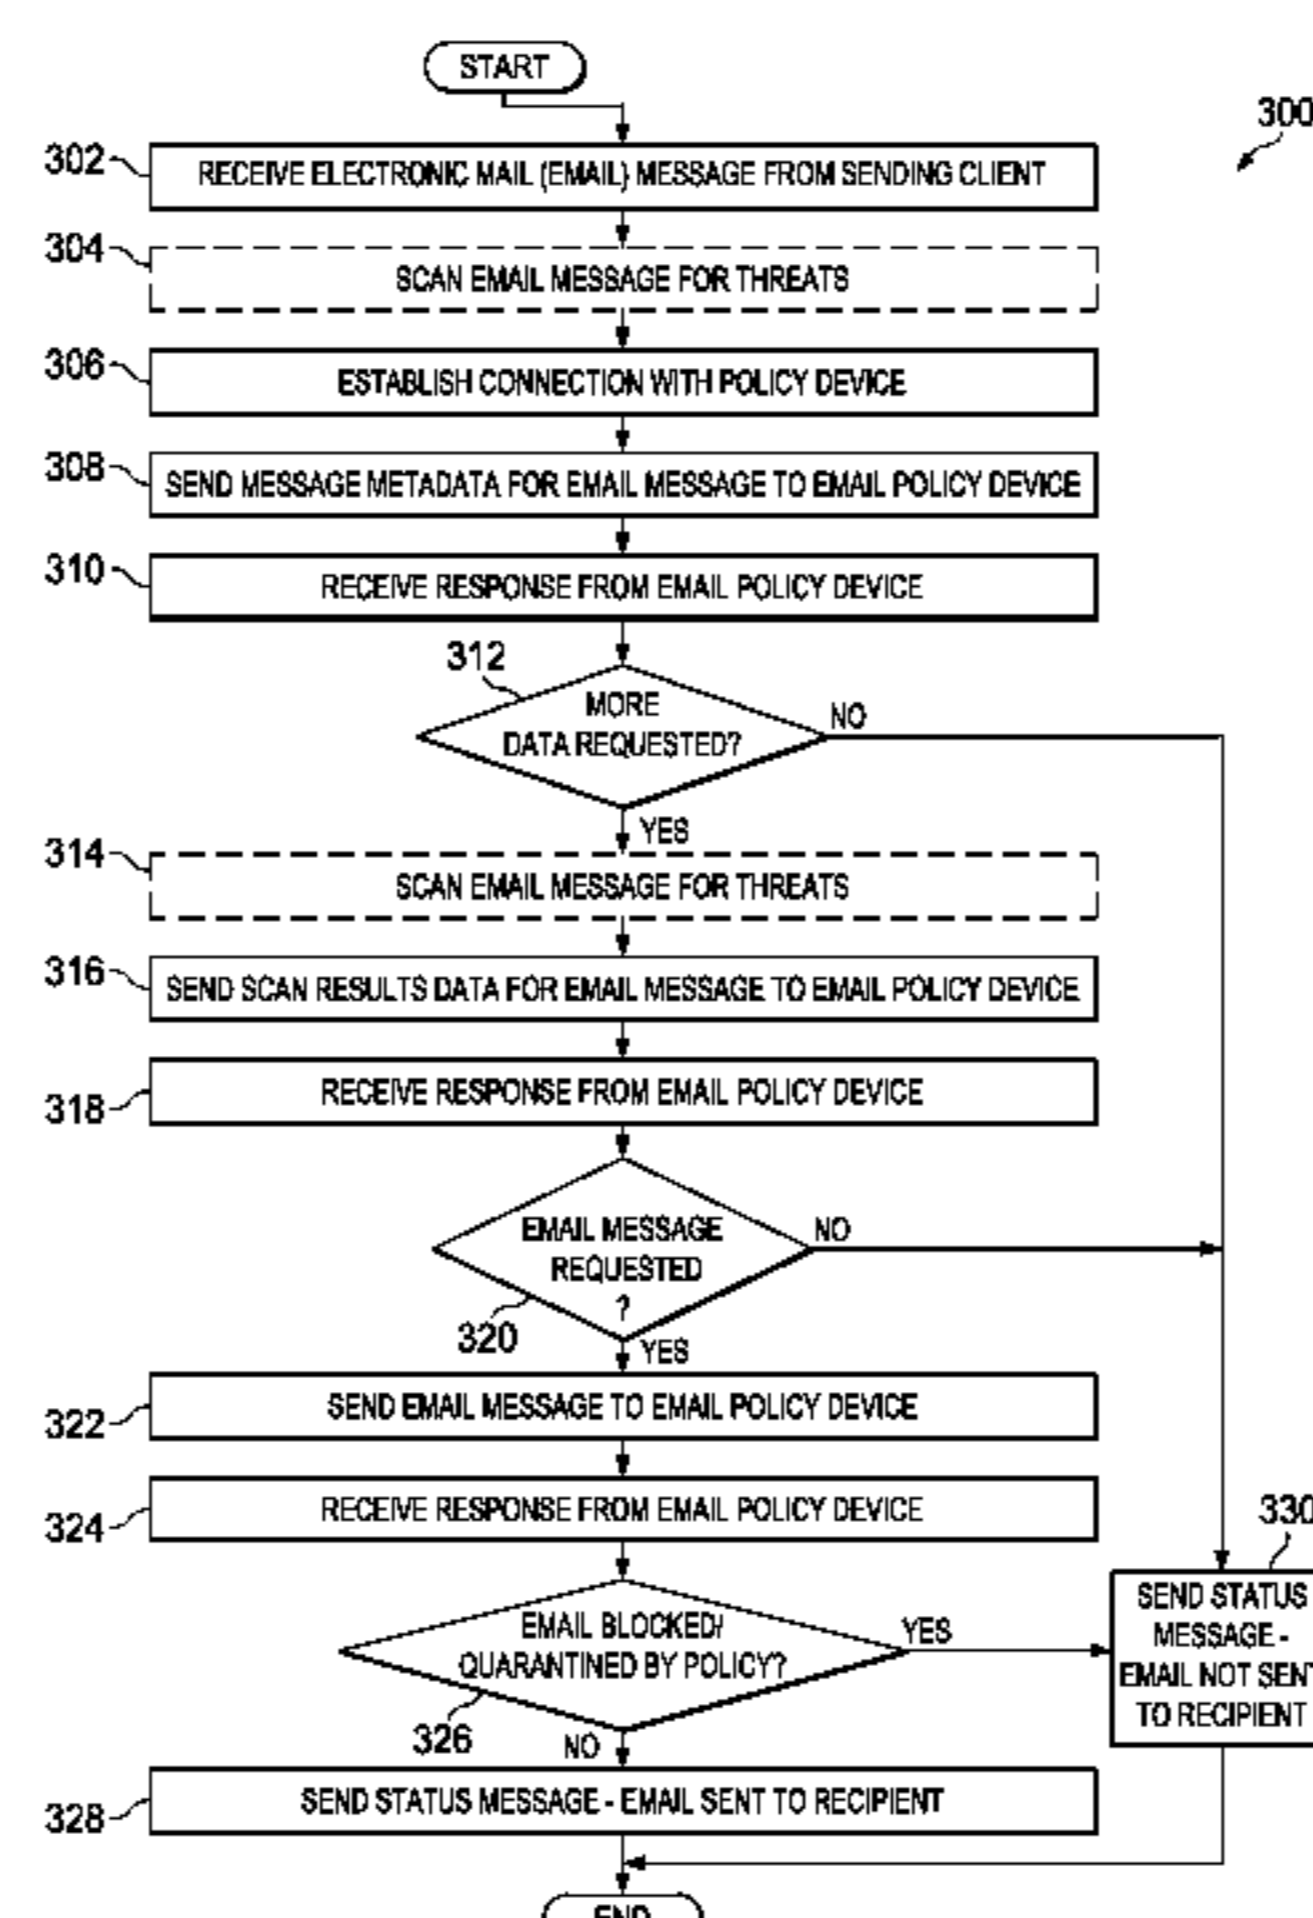 START
300
302
RECEIVE ELECTRONIC MAIL (EMAIL) MESSAGE FROM SENDING CLIENT
304
SCAN EMAIL MESSAGE FOR THREATS
306
ESTABLISH CONNECTION WITH POLICY DEVICE
308
SEND MESSAGE METADATA FOR EMAIL MESSAGE TO EMAIL POLICY DEVICE
310
RECEIVE RESPONSE FROM EMAIL POLICY DEVICE
312
MORE
DATA REQUESTED?
NO
YES
314
SCAN EMAIL MESSAGE FOR THREATS
316
SEND SCAN RESULTS DATA FOR EMAIL MESSAGE TO EMAIL POLICY DEVICE
318
RECEIVE RESPONSE FROM EMAIL POLICY DEVICE
EMAIL MESSAGE
REQUESTED
?
NO
320
YES
322
SEND EMAIL MESSAGE TO EMAIL POLICY DEVICE
324
RECEIVE RESPONSE FROM EMAIL POLICY DEVICE
EMAIL BLOCKED/
QUARANTINED BY POLICY?
YES
326
NO
330
SEND STATUS
MESSAGE -
EMAIL NOT SENT
TO RECIPIENT
328
SEND STATUS MESSAGE - EMAIL SENT TO RECIPIENT
END